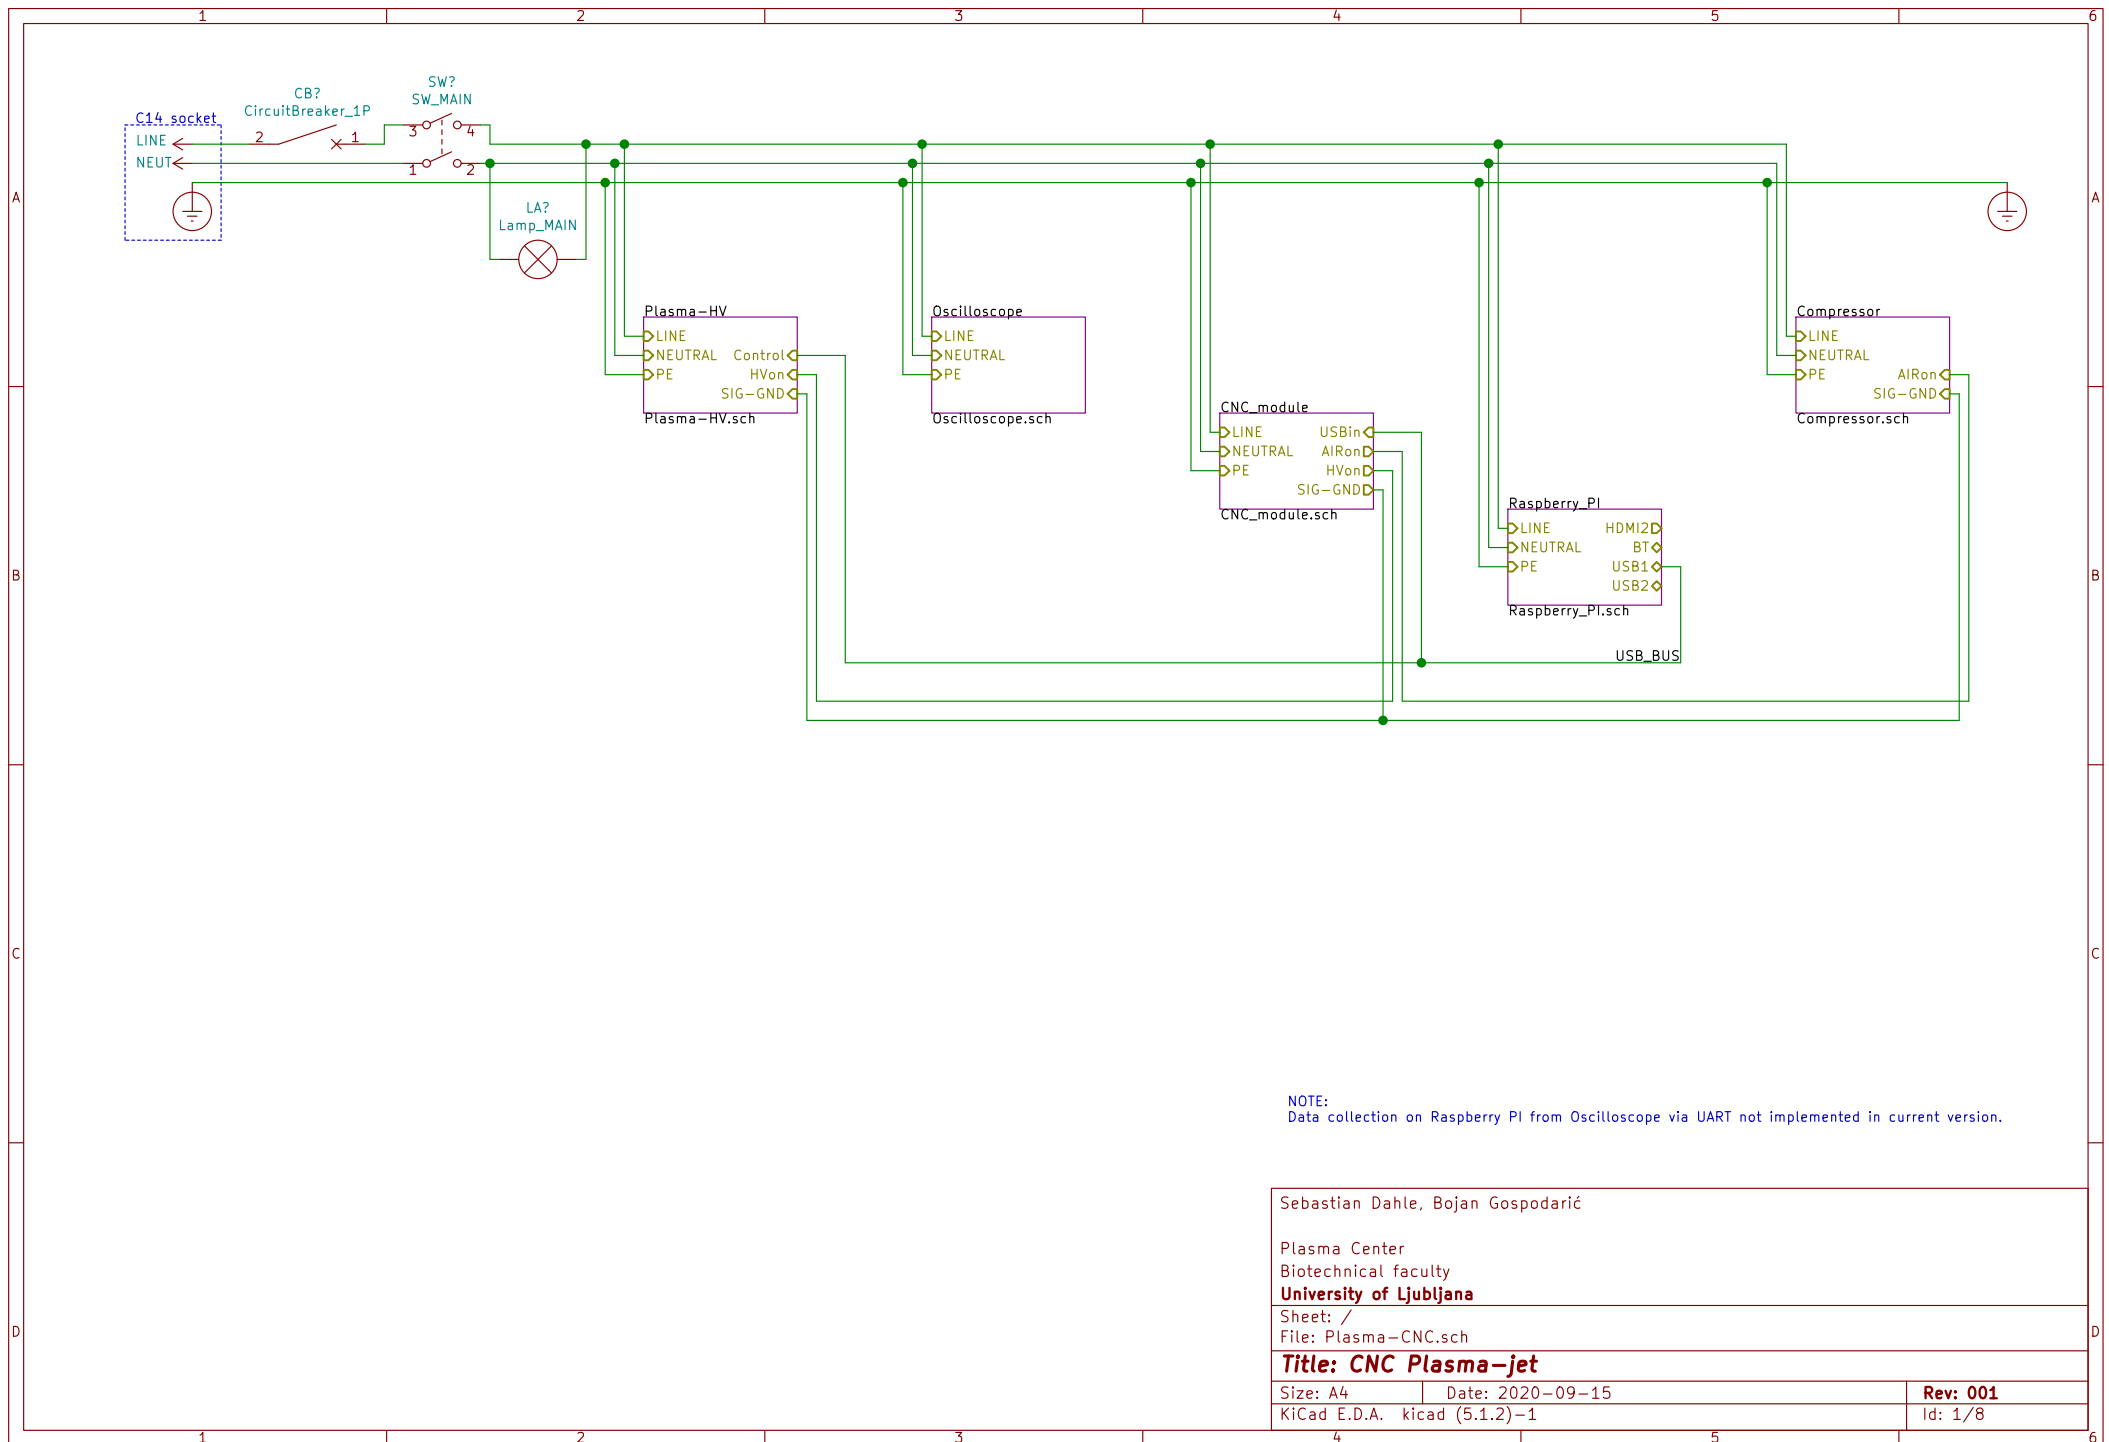 1 2 3 4 5 6
SW?
SW_MAIN
CB?
CircuitBreaker_1P
C14 socket
LINE
2 1
3 4
NEUT
1 2
A A
LA?
Lamp_MAIN
Plasma-HV
LINE
NEUTRAL Control
PE HVon
SIG-GND
Plasma-HV.sch
Oscilloscope
LINE
NEUTRAL
PE
Oscilloscope.sch
Compressor
LINE
NEUTRAL
PE AIRon
SIG-GND
Compressor.sch
CNC_module
LINE USBin
NEUTRAL AIRon
PE HVon
SIG-GND
CNC_module.sch
Raspberry_PI
LINE HDMI2
NEUTRAL BT
PE USB1
USB2
Raspberry_PI.sch
B B
USB_BUS
C C
NOTE:
Data collection on Raspberry PI from Oscilloscope via UART not implemented in current version.
Sebastian Dahle, Bojan Gospodarić
Plasma Center
Biotechnical faculty
University of Ljubljana
Sheet: /
File: Plasma-CNC.sch
D D
Title: CNC Plasma-jet
Size: A4 Date: 2020-09-15 Rev: 001
KiCad E.D.A. kicad (5.1.2)-1 Id: 1/8
1 2 3 4 5 6